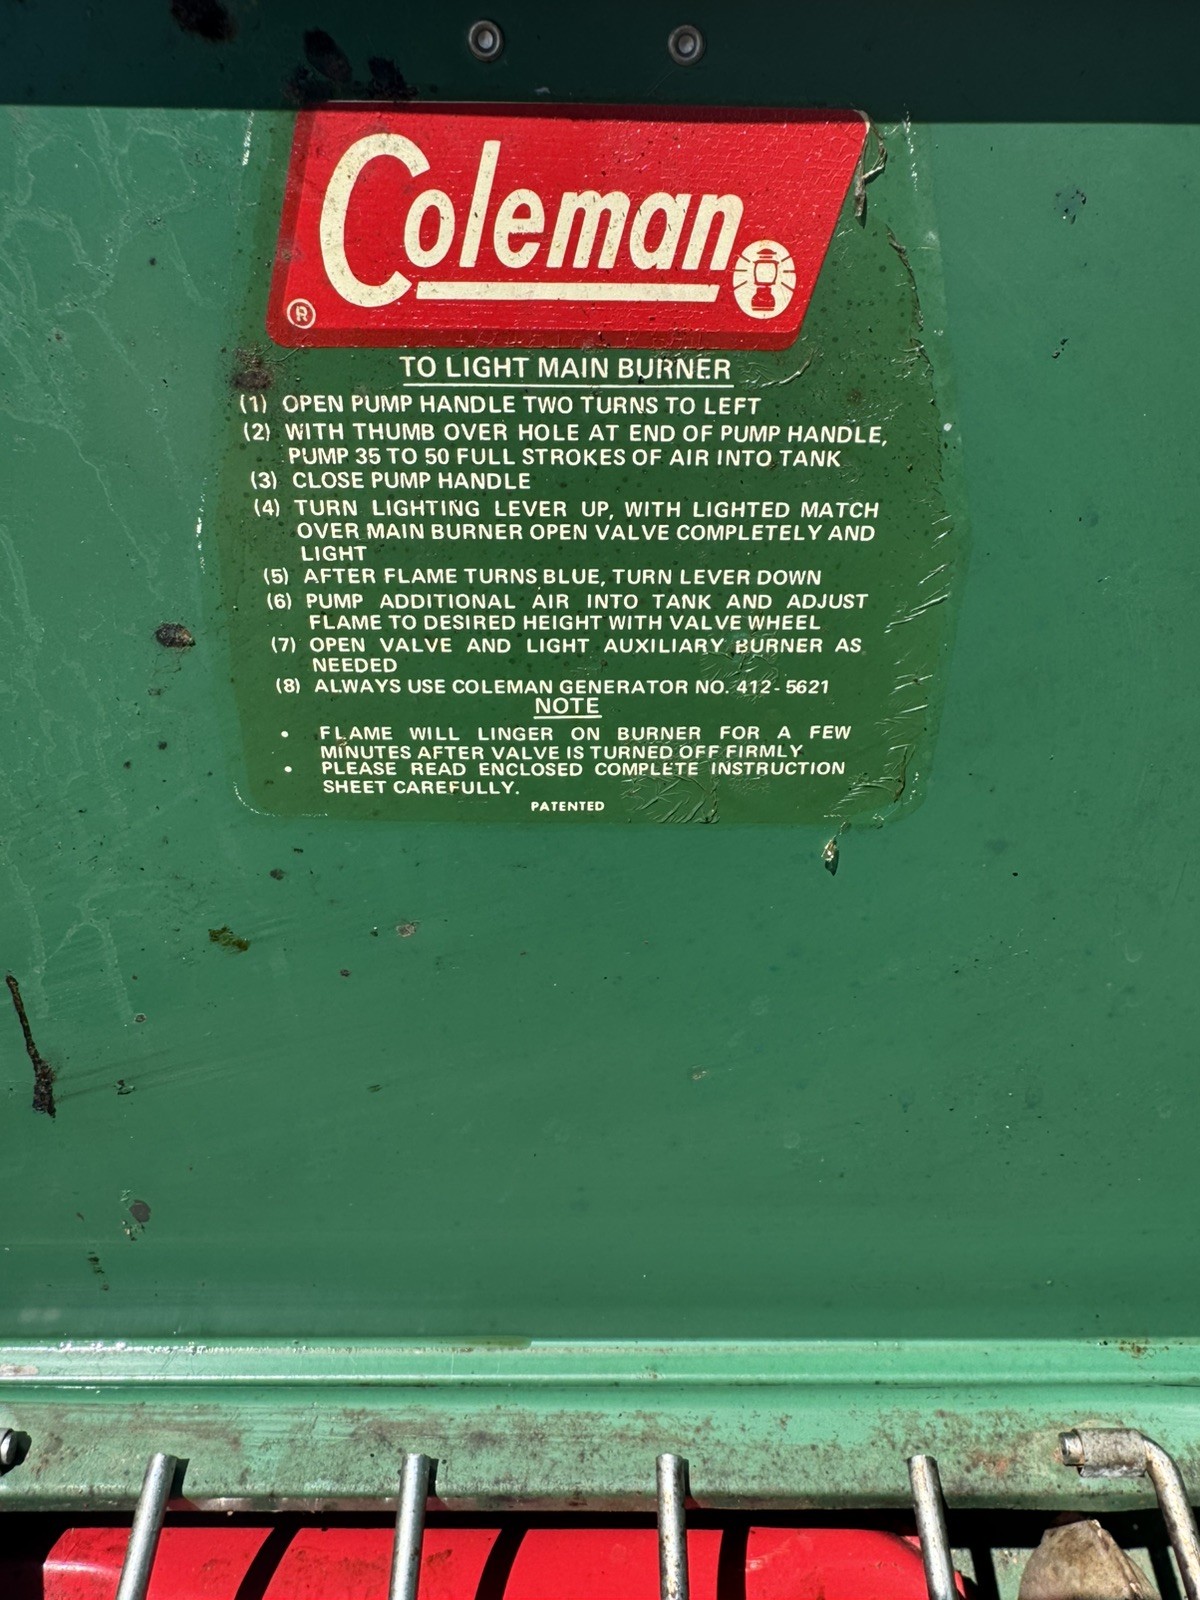 Coleman
®
TO LIGHT MAIN BURNER
(1) OPEN PUMP HANDLE TWO TURNS TO LEFT
(2) WITH THUMB OVER HOLE AT END OF PUMP HANDLE,
PUMP 35 TO 50 FULL STROKES OF AIR INTO TANK
(3) CLOSE PUMP HANDLE
(4) TURN LIGHTING LEVER UP, WITH LIGHTED MATCH
OVER MAIN BURNER OPEN VALVE COMPLETELY AND
LIGHT
(5) AFTER FLAME TURNS BLUE, TURN LEVER DOWN
(6) PUMP ADDITIONAL AIR INTO TANK AND ADJUST
FLAME TO DESIRED HEIGHT WITH VALVE WHEEL
(7) OPEN VALVE AND LIGHT AUXILIARY BURNER AS
NEEDED
(8) ALWAYS USE COLEMAN GENERATOR NO. 412-5621
NOTE
• FLAME WILL LINGER ON BURNER FOR A FEW
MINUTES AFTER VALVE IS TURNED OFF FIRMLY
• PLEASE READ ENCLOSED COMPLETE INSTRUCTION
SHEET CAREFULLY.
PATENTED